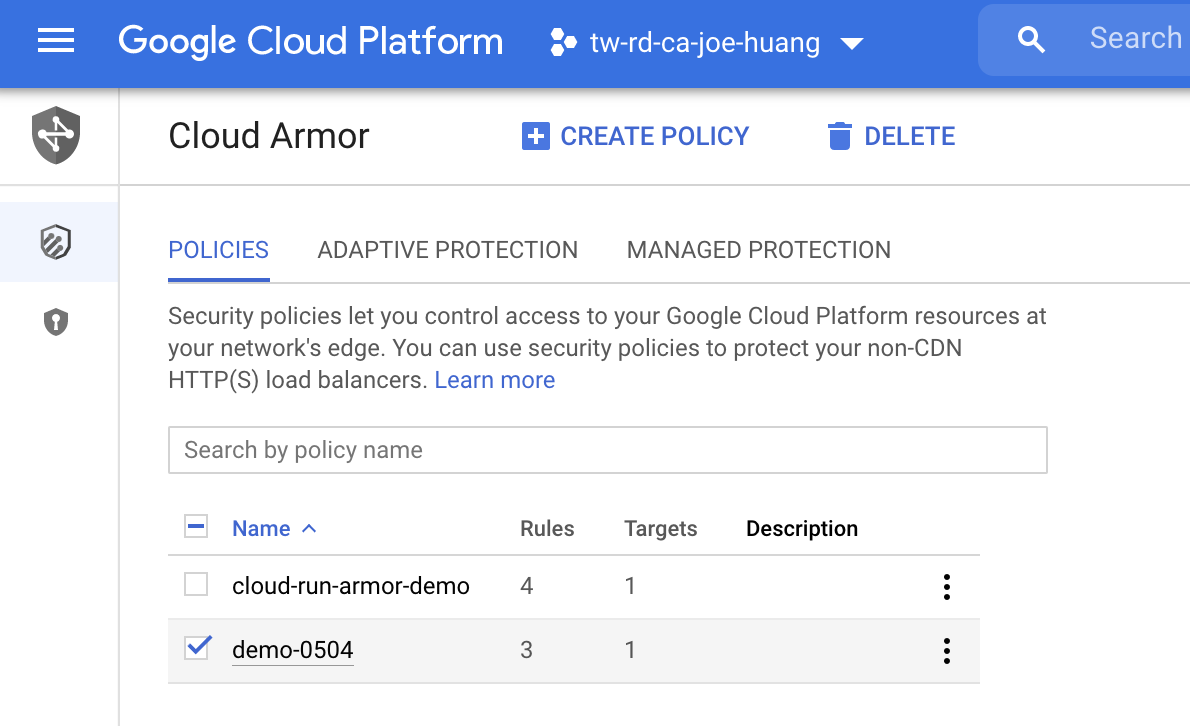 Google Cloud Platform tw-rd-ca-joe-huang Search
Cloud Armor CREATE POLICY DELETE
POLICIES ADAPTIVE PROTECTION MANAGED PROTECTION
Security policies let you control access to your Google Cloud Platform resources at
your network's edge. You can use security policies to protect your non-CDN
HTTP(S) load balancers. Learn more
Search by policy name
Name Rules Targets Description
cloud-run-armor-demo 4 1
demo-0504 3 1